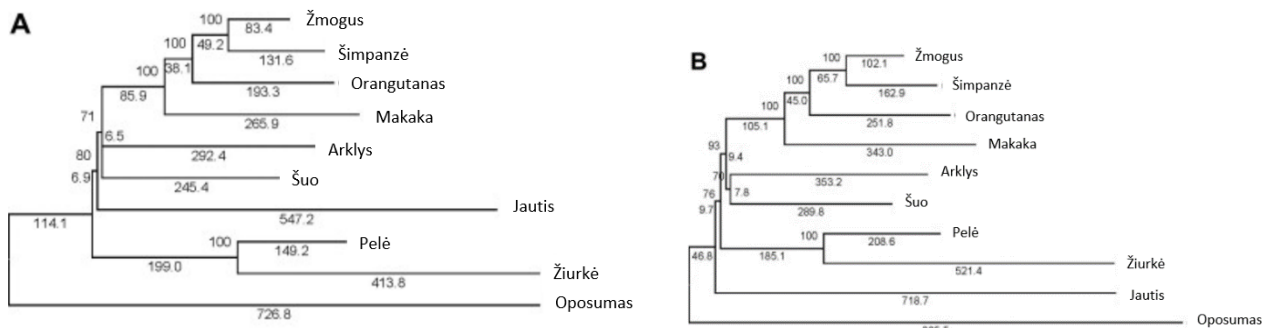 A
100
83.4
Žmogus
100
49.2
131.6
Šimpanzė
100
38.1
193.3
Orangutanas
71
85.9
265.9
Makaka
80
6.5
292.4
Arklys
6.9
245.4
Šuo
547.2
Jautis
114.1
100
149.2
Pelė
199.0
413.8
Žiurkė
726.8
Oposumas
B
100
102.1
Žmogus
100
65.7
162.9
Šimpanzė
100
45.0
251.8
Orangutanas
105.1
343.0
Makaka
93
9.4
70
353.2
Arklys
76
7.8
289.8
Šuo
9.7
100
208.6
Pelė
46.8
185.1
521.4
Žiurkė
718.7
Jautis
Oposumas